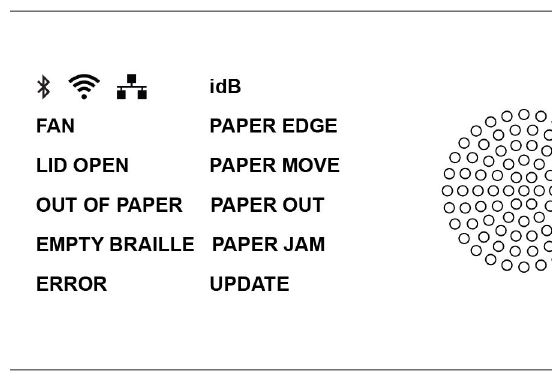 idB
FAN PAPER EDGE
LID OPEN PAPER MOVE
OUT OF PAPER PAPER OUT
EMPTY BRAILLE PAPER JAM
ERROR UPDATE